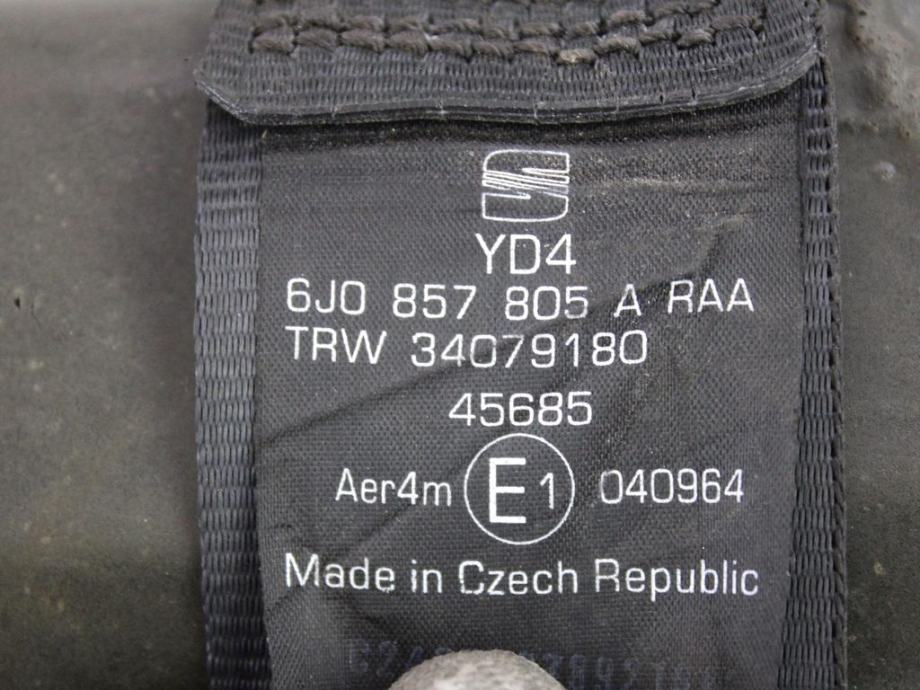 YD4
6J0 857 805 A RAA
TRW 34079180
45685
Aer4m E1 040964
Made in Czech Republic